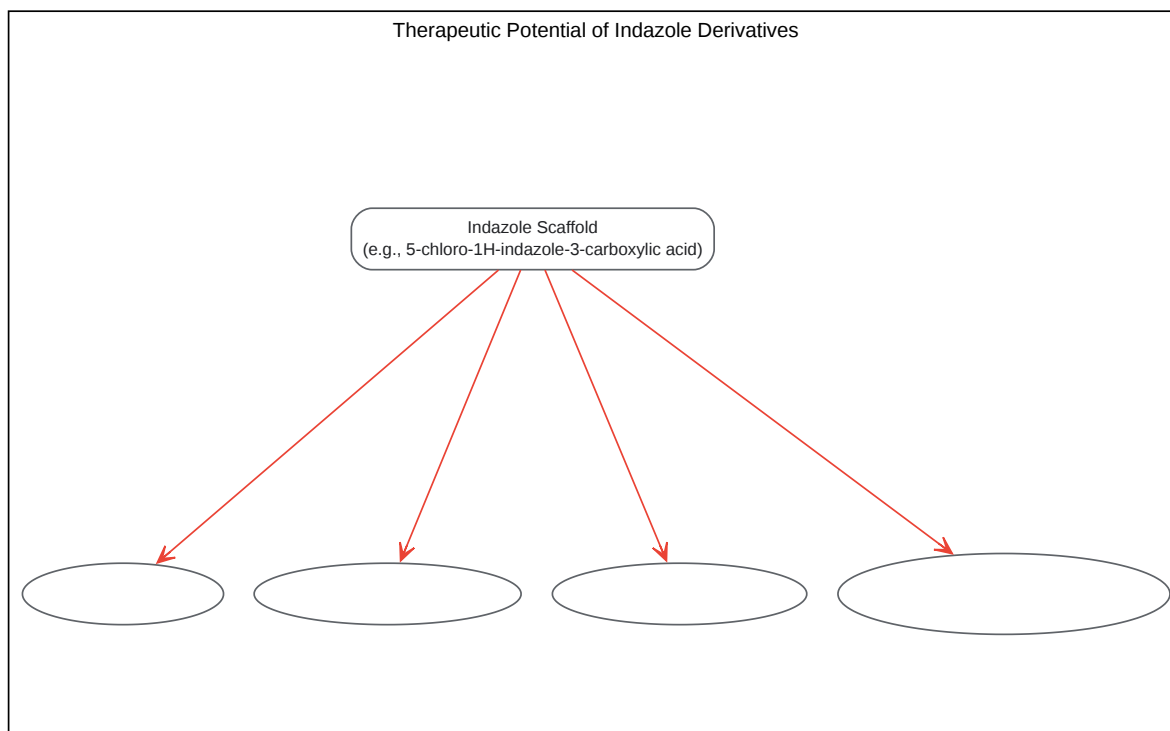 Therapeutic Potential of Indazole Derivatives
Indazole Scaffold
(e.g., 5-chloro-1H-indazole-3-carboxylic acid)